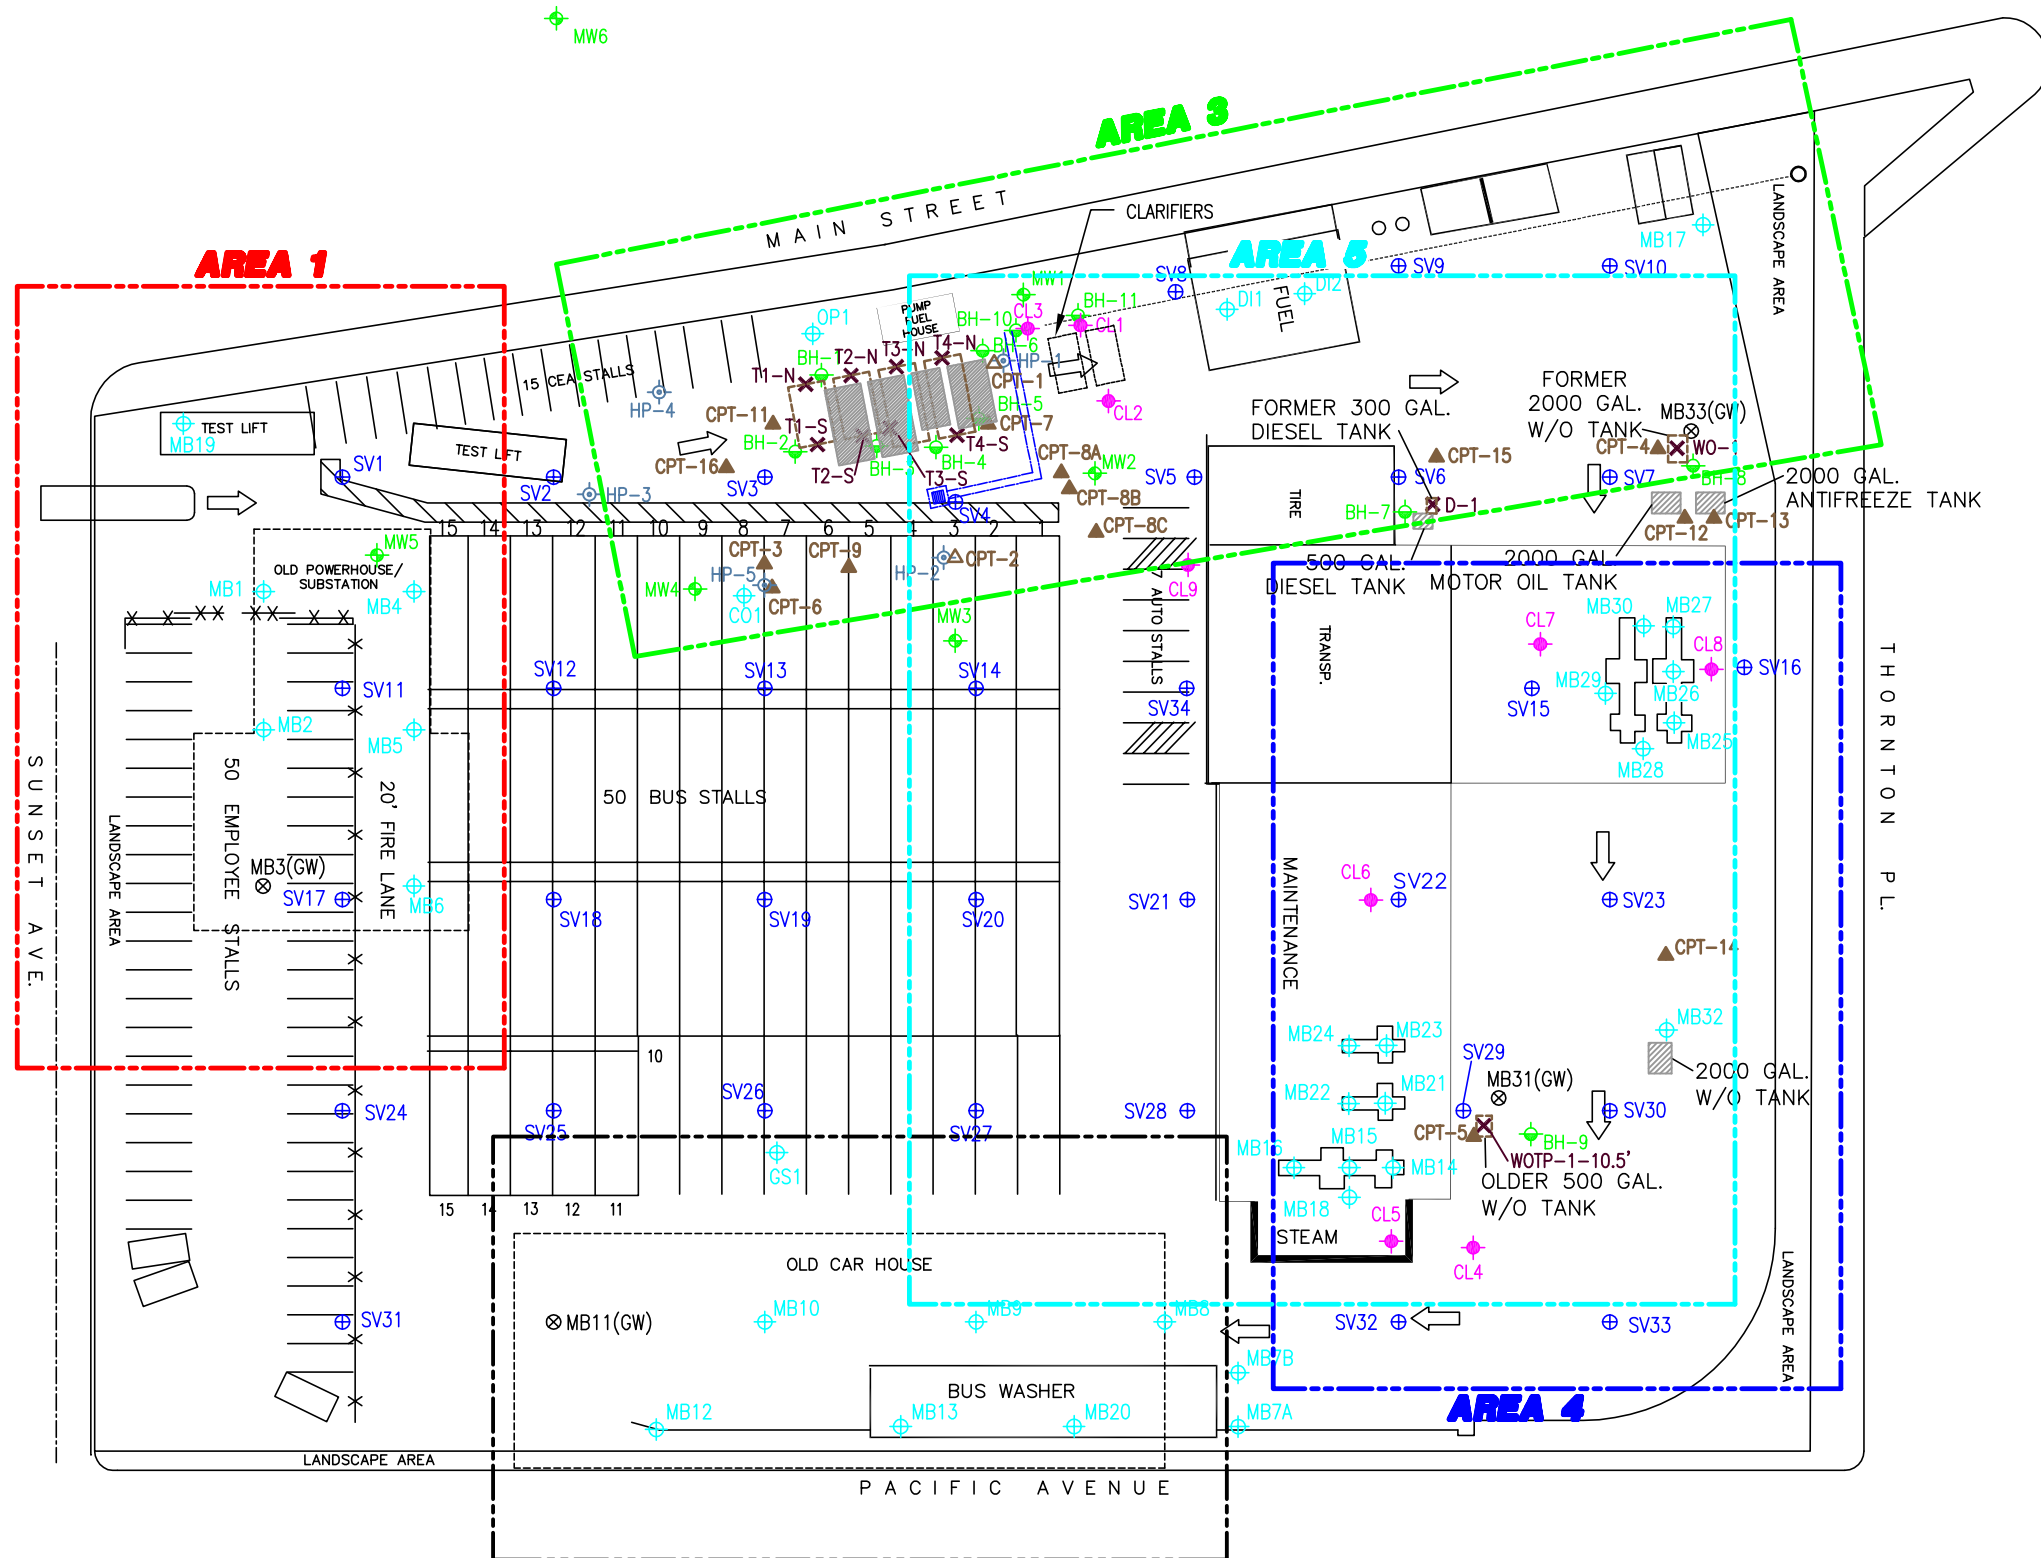 MW6
AREA 3
MAIN STREET
CLARIFIERS
LANDSCAPE AREA
MB17
AREA 1
AREA 5
SV8
SV9
SV10
MW1
DI1
DI2
FUEL
OP1
PUMP
FUEL
HOUSE
BH-10
CL3
BH-11
CL1
BH-6
HP-1
CPT-1
T1-N
T2-N
T3-N
T4-N
15 CEA STALLS
HP-4
CPT-11
BH-5
CPT-7
CL2
T1-S
T2-S
T3-S
T4-S
BH-2
BH-4
CPT-16
FORMER 300 GAL.
DIESEL TANK
FORMER
2000 GAL.
W/O TANK
MB33(GW)
CPT-4
WO-1
BH-8
CPT-15
2000 GAL.
ANTIFREEZE TANK
MB19
TEST LIFT
TEST LIFT
SV1
SV2
HP-3
SV3
SV4
CPT-8A
MW2
CPT-8B
CPT-8C
SV5
TIRE
SV6
SV7
BH-7
D-1
CPT-12
CPT-13
500 GAL.
DIESEL TANK
2000 GAL.
MOTOR OIL TANK
15 14 13 12 11 10 9 8 7 6 5 4 3 2 1
MW5
OLD POWERHOUSE/
SUBSTATION
MB1
MB4
CPT-3
CPT-9
HP-2
CPT-2
HP-5
MW4
CO1
CPT-6
MW3
7 AUTO STALLS
CL9
TRANSP.
CL7
MB30
MB27
CL8
MB29
MB26
MB25
MB28
SV15
SV16
SV11
SV12
SV13
SV14
SV34
MB2
MB5
SUNSET AVE.
LANDSCAPE AREA
50 EMPLOYEE STALLS
20' FIRE LANE
50 BUS STALLS
THORNTON PL.
MB3(GW)
SV17
MB6
SV18
SV19
SV20
SV21
MAINTENANCE
CL6
SV22
SV23
CPT-14
MB24
MB23
MB32
2000 GAL.
W/O TANK
10
SV29
MB31(GW)
MB22
MB21
SV24
SV25
SV26
SV27
SV28
SV30
CPT-5
BH-9
WOTP-1-10.5'
OLDER 500 GAL.
W/O TANK
MB16
MB15
MB14
MB18
GS1
15 14 13 12 11
CL5
STEAM
CL4
OLD CAR HOUSE
SV31
MB11(GW)
MB10
MB9
MB8
SV32
SV33
LANDSCAPE AREA
MB7B
BUS WASHER
MB12
MB13
MB20
MB7A
AREA 4
LANDSCAPE AREA
PACIFIC AVENUE